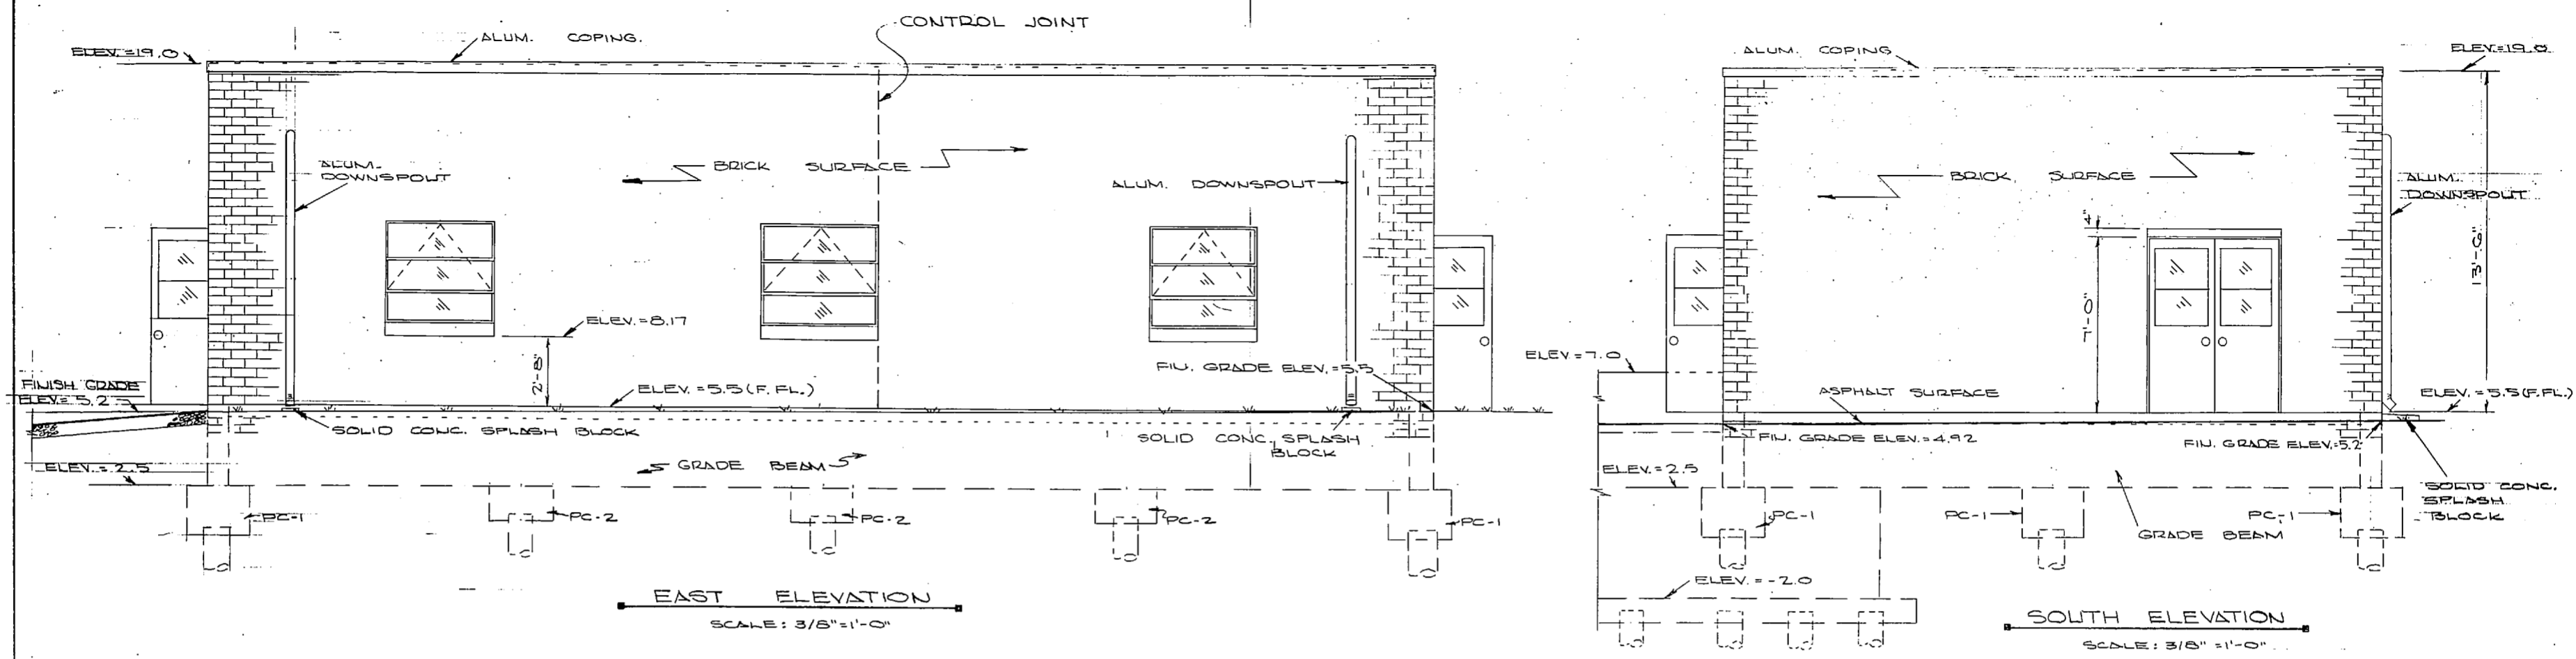 CONTROL JOINT
ALUM. COPING.
ELEV.=19.0
ALUM.
DOWNSPOUT
BRICK SURFACE
ALUM. DOWNSPOUT
ELEV.=8.17
2'-8"
FIN. GRADE ELEV.=5.5
ELEV.=5.5 (F.FL.)
FINISH GRADE
ELEV.=5.2
SOLID CONC. SPLASH BLOCK
SOLID CONC. SPLASH
BLOCK
ELEV.=2.5
GRADE BEAM
PC-1
PC-2
PC-2
PC-2
PC-1
EAST ELEVATION
SCALE: 3/8"=1'-0"
ALUM. COPING
ELEV=19.0
BRICK SURFACE
ALUM.
DOWNSPOUT
4"
13'-6"
7'-0"
ELEV=7.0
ASPHALT SURFACE
ELEV.=5.5(F.FL.)
FIN. GRADE ELEV.=4.92
FIN. GRADE ELEV.=5.2
ELEV.=2.5
SOLID CONC.
SPLASH
BLOCK
PC-1
PC-1
PC-1
GRADE BEAM
ELEV.=-2.0
SOUTH ELEVATION
SCALE: 3/8"=1'-0"